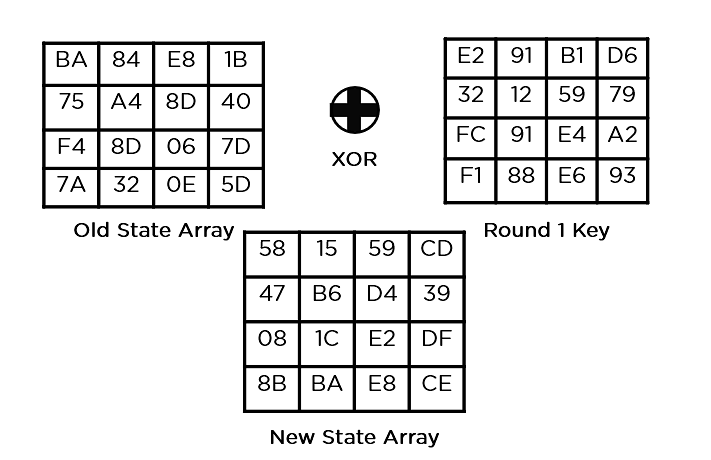 BA 84 E8 1B
75 A4 8D 40
F4 8D 06 7D
7A 32 0E 5D
Old State Array
XOR
E2 91 B1 D6
32 12 59 79
FC 91 E4 A2
F1 88 E6 93
Round 1 Key
58 15 59 CD
47 B6 D4 39
08 1C E2 DF
8B BA E8 CE
New State Array